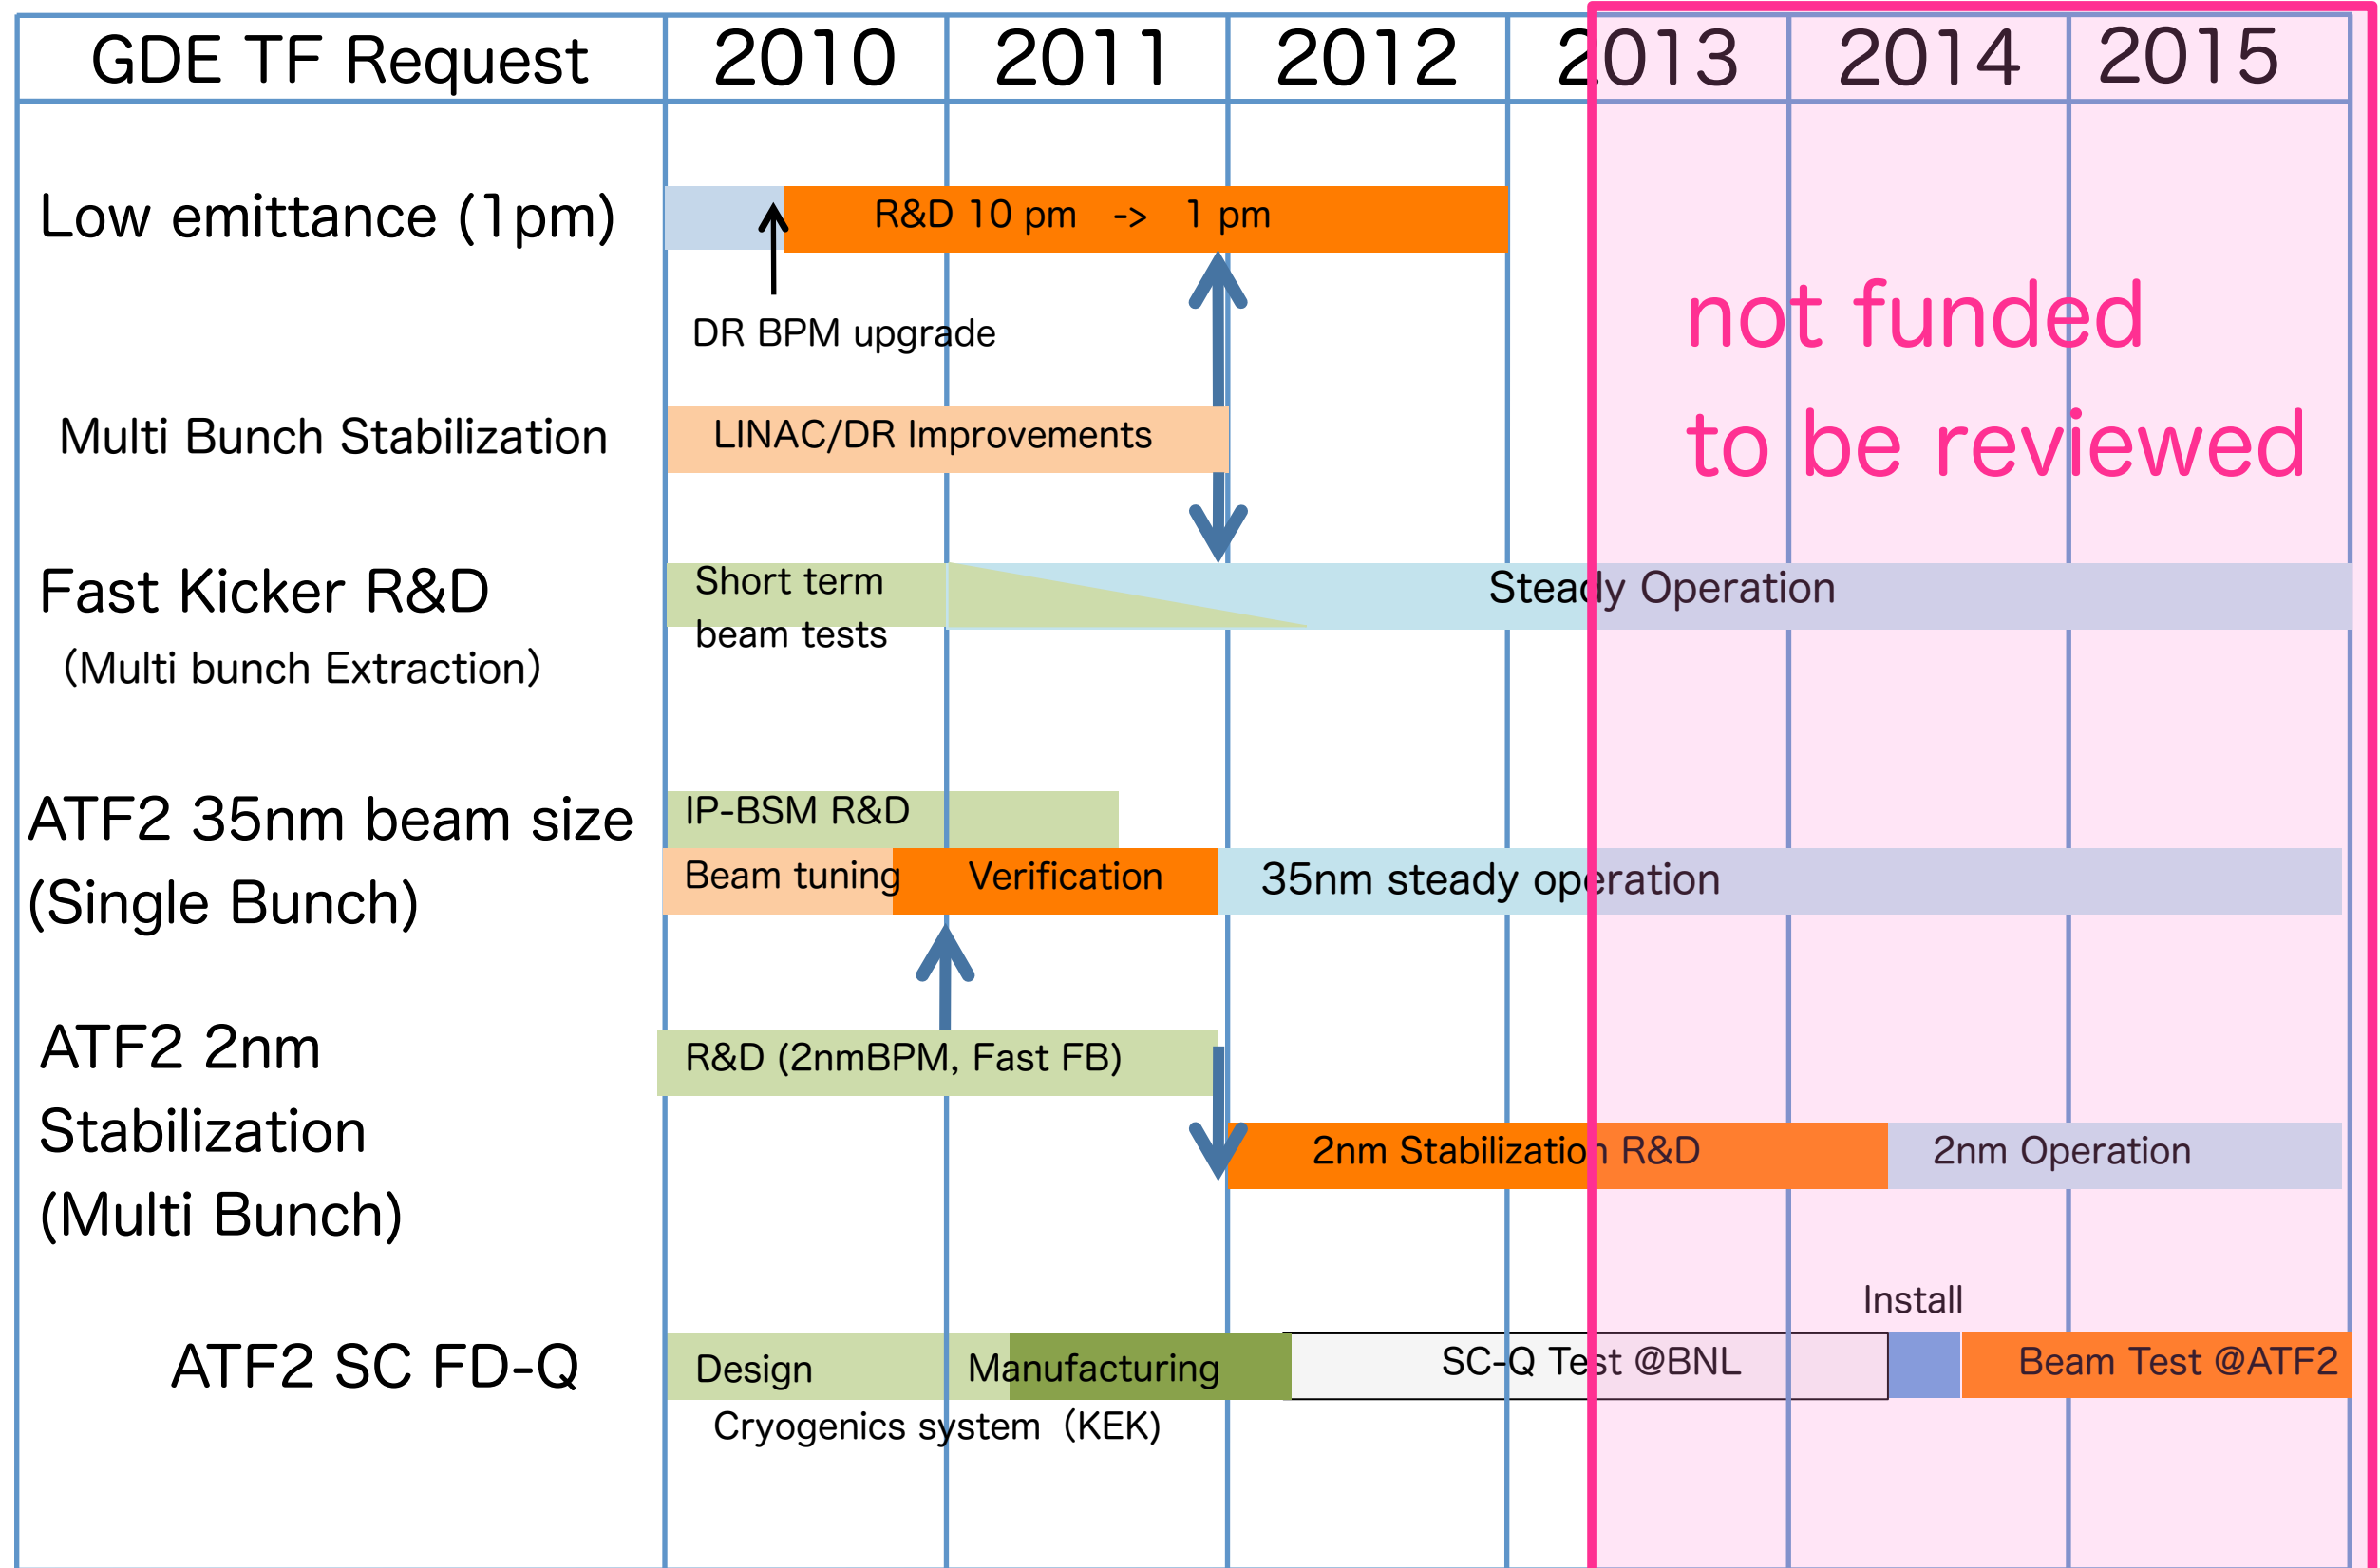 GDE TF Request 2010 2011 2012 2013 2014 2015
Low emittance (1pm)
R&D 10 pm -> 1 pm
DR BPM upgrade
not funded
to be reviewed
Multi Bunch Stabilization
LINAC/DR Improvements
Fast Kicker R&D
(Multi bunch Extraction)
Short term
beam tests
Steady Operation
ATF2 35nm beam size
(Single Bunch)
IP-BSM R&D
Beam tuning Verification 35nm steady operation
ATF2 2nm
Stabilization
(Multi Bunch)
R&D (2nmBPM, Fast FB)
2nm Stabilization R&D 2nm Operation
Install
ATF2 SC FD-Q
Design Manufacturing SC-Q Test @BNL Beam Test @ATF2
Cryogenics system (KEK)